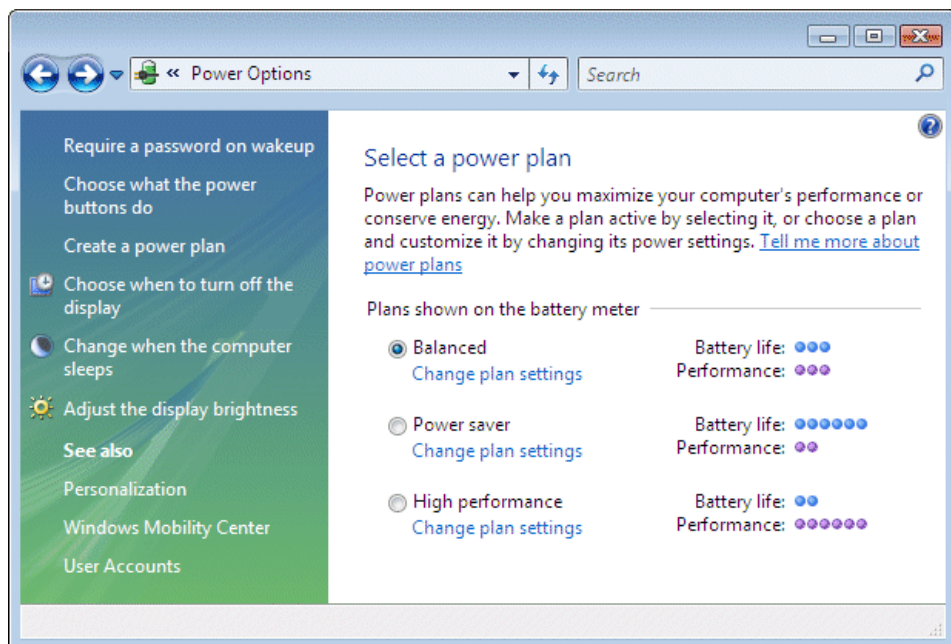 « Power Options
Search
Require a password on wakeup
Choose what the power
buttons do
Create a power plan
Choose when to turn off the
display
Change when the computer
sleeps
Adjust the display brightness
See also
Personalization
Windows Mobility Center
User Accounts
Select a power plan
Power plans can help you maximize your computer's performance or
conserve energy. Make a plan active by selecting it, or choose a plan
and customize it by changing its power settings. Tell me more about
power plans
Plans shown on the battery meter
Balanced Battery life:
Change plan settings Performance:
Power saver Battery life:
Change plan settings Performance:
High performance Battery life:
Change plan settings Performance: